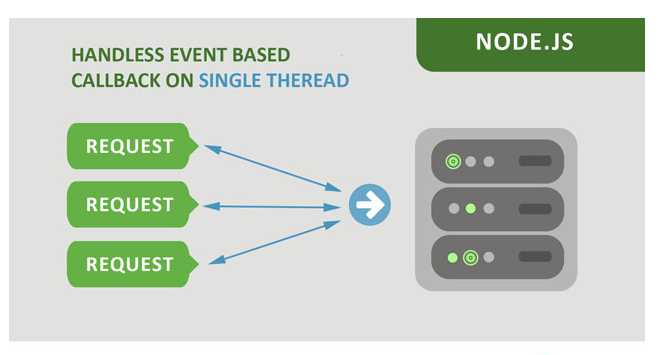 NODE.JS
HANDLESS EVENT BASED
CALLBACK ON SINGLE THEREAD
REQUEST
REQUEST
REQUEST